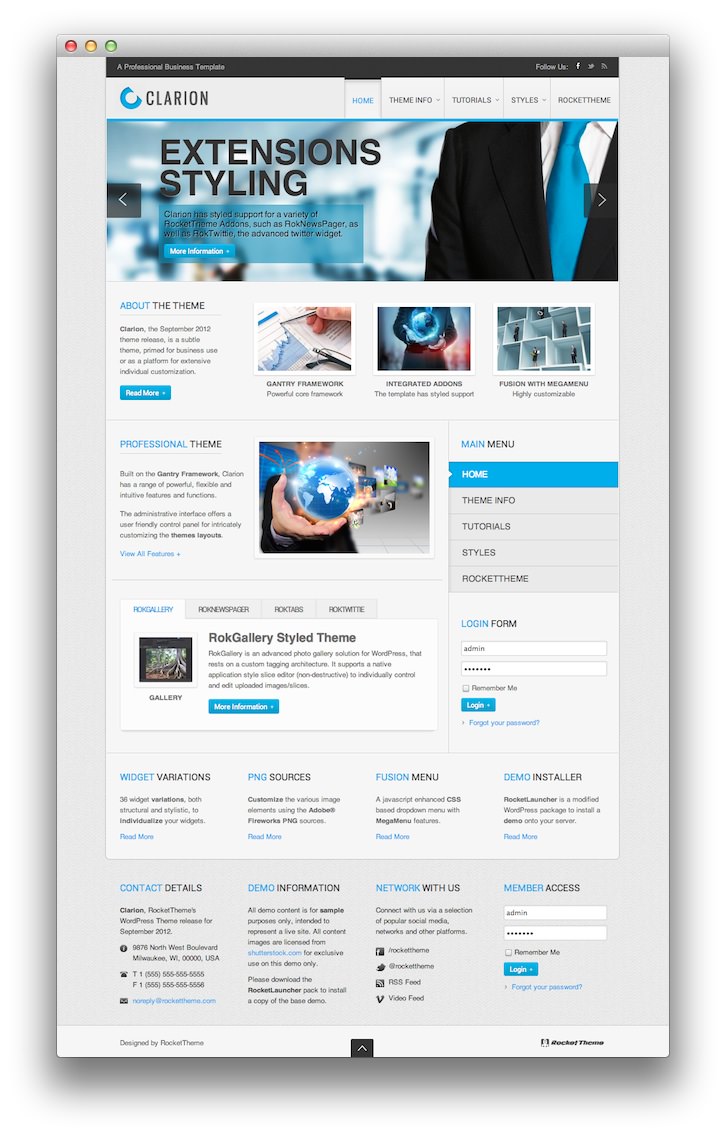 A Professional Business Template
Follow Us:
CLARION
HOME
THEME INFO
TUTORIALS
STYLES
ROCKETTHEME
EXTENSIONS
STYLING
Clarion has styled support for a variety of
RocketTheme Addons, such as RokNewsPager, as
well as RokTwittie, the advanced twitter widget.
More Information +
ABOUT THE THEME
Clarion, the September 2012
theme release, is a subtle
theme, primed for business use
or as a platform for extensive
individual customization.
Read More +
GANTRY FRAMEWORK
Powerful core framework
INTEGRATED ADDONS
The template has styled support
FUSION WITH MEGAMENU
Highly customizable
PROFESSIONAL THEME
Built on the Gantry Framework, Clarion
has a range of powerful, flexible and
intuitive features and functions.
The administrative interface offers a
user friendly control panel for intricately
customizing the themes layouts.
View All Features +
MAIN MENU
HOME
THEME INFO
TUTORIALS
STYLES
ROCKETTHEME
ROKGALLERY
ROKNEWSPAGER
ROKTABS
ROKTWITTIE
GALLERY
RokGallery Styled Theme
RokGallery is an advanced photo gallery solution for WordPress, that
rests on a custom tagging architecture. It supports a native
application style slice editor (non-destructive) to individually control
and edit uploaded images/slices.
More Information +
LOGIN FORM
admin
•••••••
Remember Me
Login +
Forgot your password?
WIDGET VARIATIONS
36 widget variations, both
structural and stylistic, to
individualize your widgets.
Read More
PNG SOURCES
Customize the various image
elements using the Adobe®
Fireworks PNG sources.
Read More
FUSION MENU
A javascript enhanced CSS
based dropdown menu with
MegaMenu features.
Read More
DEMO INSTALLER
RocketLauncher is a modified
WordPress package to install a
demo onto your server.
Read More
CONTACT DETAILS
Clarion, RocketTheme's
WordPress Theme release for
September 2012.
9876 North West Boulevard
Milwaukee, WI, 00000, USA
T 1 (555) 555-555-5555
F 1 (555) 555-555-5556
noreply@rockettheme.com
DEMO INFORMATION
All demo content is for sample
purposes only, intended to
represent a live site. All content
images are licensed from
shutterstock.com for exclusive
use on this demo only.
Please download the
RocketLauncher pack to install
a copy of the base demo.
NETWORK WITH US
Connect with us via a selection
of popular social media,
networks and other platforms.
/rockettheme
@rockettheme
RSS Feed
Video Feed
MEMBER ACCESS
admin
•••••••
Remember Me
Login +
Forgot your password?
Designed by RocketTheme
RocketTheme